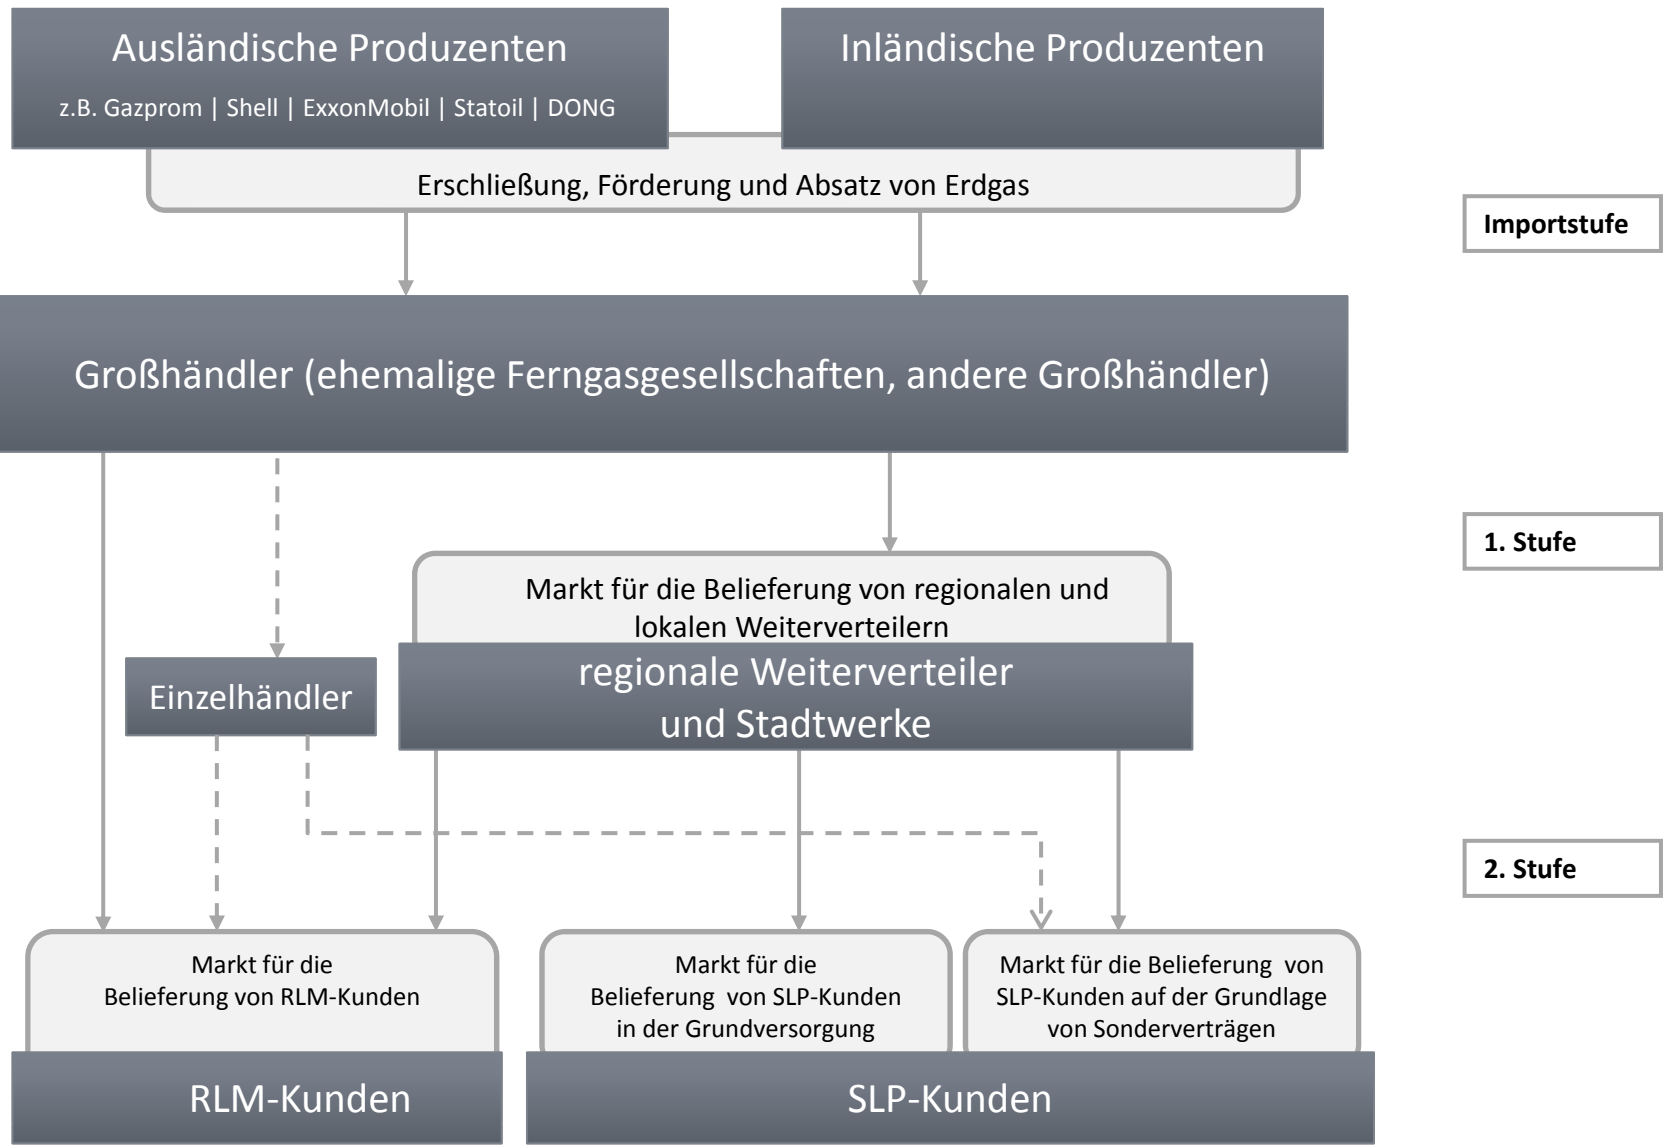 Ausländische Produzenten
z.B. Gazprom | Shell | ExxonMobil | Statoil | DONG
Inländische Produzenten
Erschließung, Förderung und Absatz von Erdgas
Importstufe
Großhändler (ehemalige Ferngasgesellschaften, andere Großhändler)
1. Stufe
Markt für die Belieferung von regionalen und
lokalen Weiterverteilern
Einzelhändler
regionale Weiterverteiler
und Stadtwerke
2. Stufe
Markt für die
Belieferung von RLM-Kunden
Markt für die
Belieferung von SLP-Kunden
in der Grundversorgung
Markt für die Belieferung von
SLP-Kunden auf der Grundlage
von Sonderverträgen
RLM-Kunden
SLP-Kunden